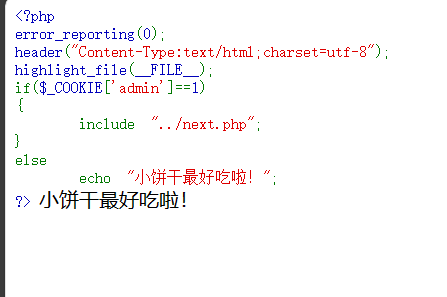 <?php
error_reporting(0);
header("Content-Type:text/html;charset=utf-8");
highlight_file(__FILE__);
if($_COOKIE['admin']==1)
{
        include  "../next.php";
}
else
        echo  "小饼干最好吃啦！";
?> 小饼干最好吃啦！